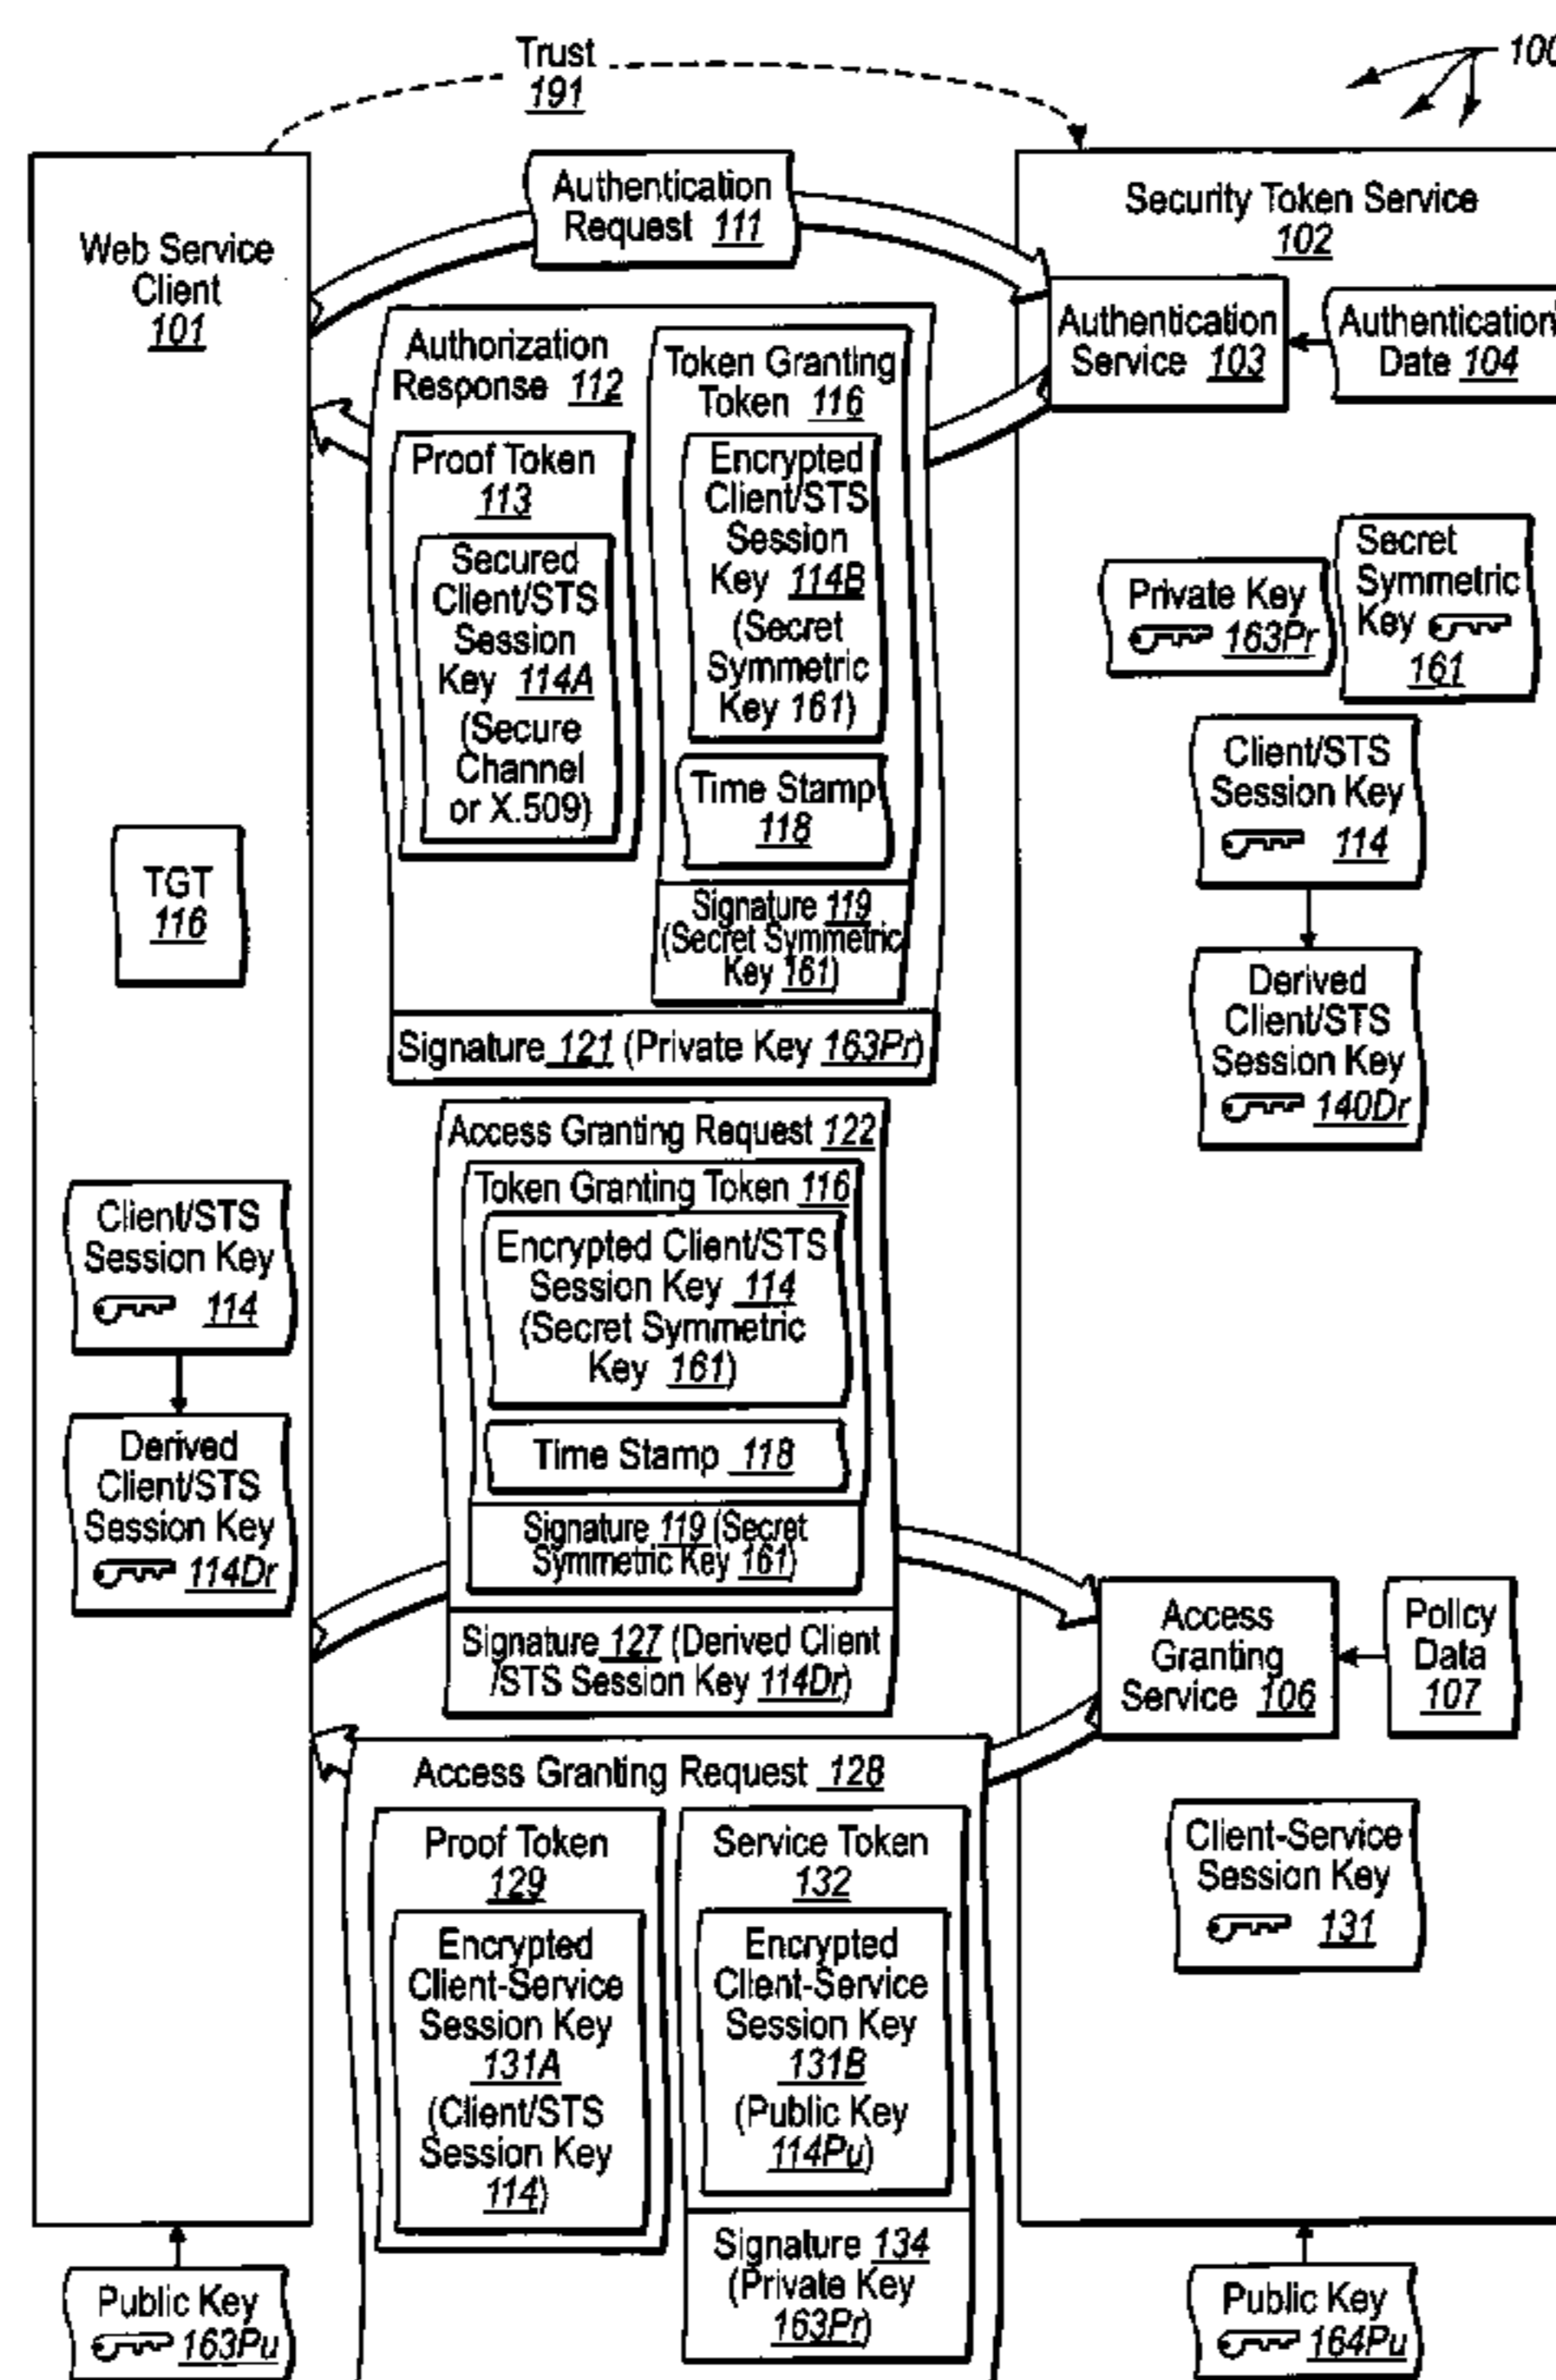 Trust
191
100
Authentication
Request 111
Web Service
Client
101
Security Token Service
102
Authentication
Service 103
Authentication
Date 104
Authorization
Response 112
Proof Token
113
Secured
Client/STS
Session
Key 114A
(Secure
Channel
or X.509)
Token Granting
Token 116
Encrypted
Client/STS
Session
Key 114B
(Secret
Symmetric
Key 161)
Time Stamp
118
Signature 119
(Secret Symmetric
Key 161)
Signature 121 (Private Key 163Pr)
Private Key
163Pr
Secret
Symmetric
Key
161
Client/STS
Session Key
114
Derived
Client/STS
Session Key
140Dr
TGT
116
Client/STS
Session Key
114
Derived
Client/STS
Session Key
114Dr
Access Granting Request 122
Token Granting Token 116
Encrypted Client/STS
Session Key 114
(Secret Symmetric
Key 161)
Time Stamp 118
Signature 119 (Secret
Symmetric Key 161)
Signature 127 (Derived Client
/STS Session Key 114Dr)
Access
Granting
Service 106
Policy
Data
107
Access Granting Request 128
Proof Token
129
Encrypted
Client-Service
Session Key
131A
(Client/STS
Session Key
114)
Service Token
132
Encrypted
Client-Service
Session Key
131B
(Public Key
114Pu)
Signature 134
(Private Key
163Pr)
Client-Service
Session Key
131
Public Key
163Pu
Public Key
164Pu